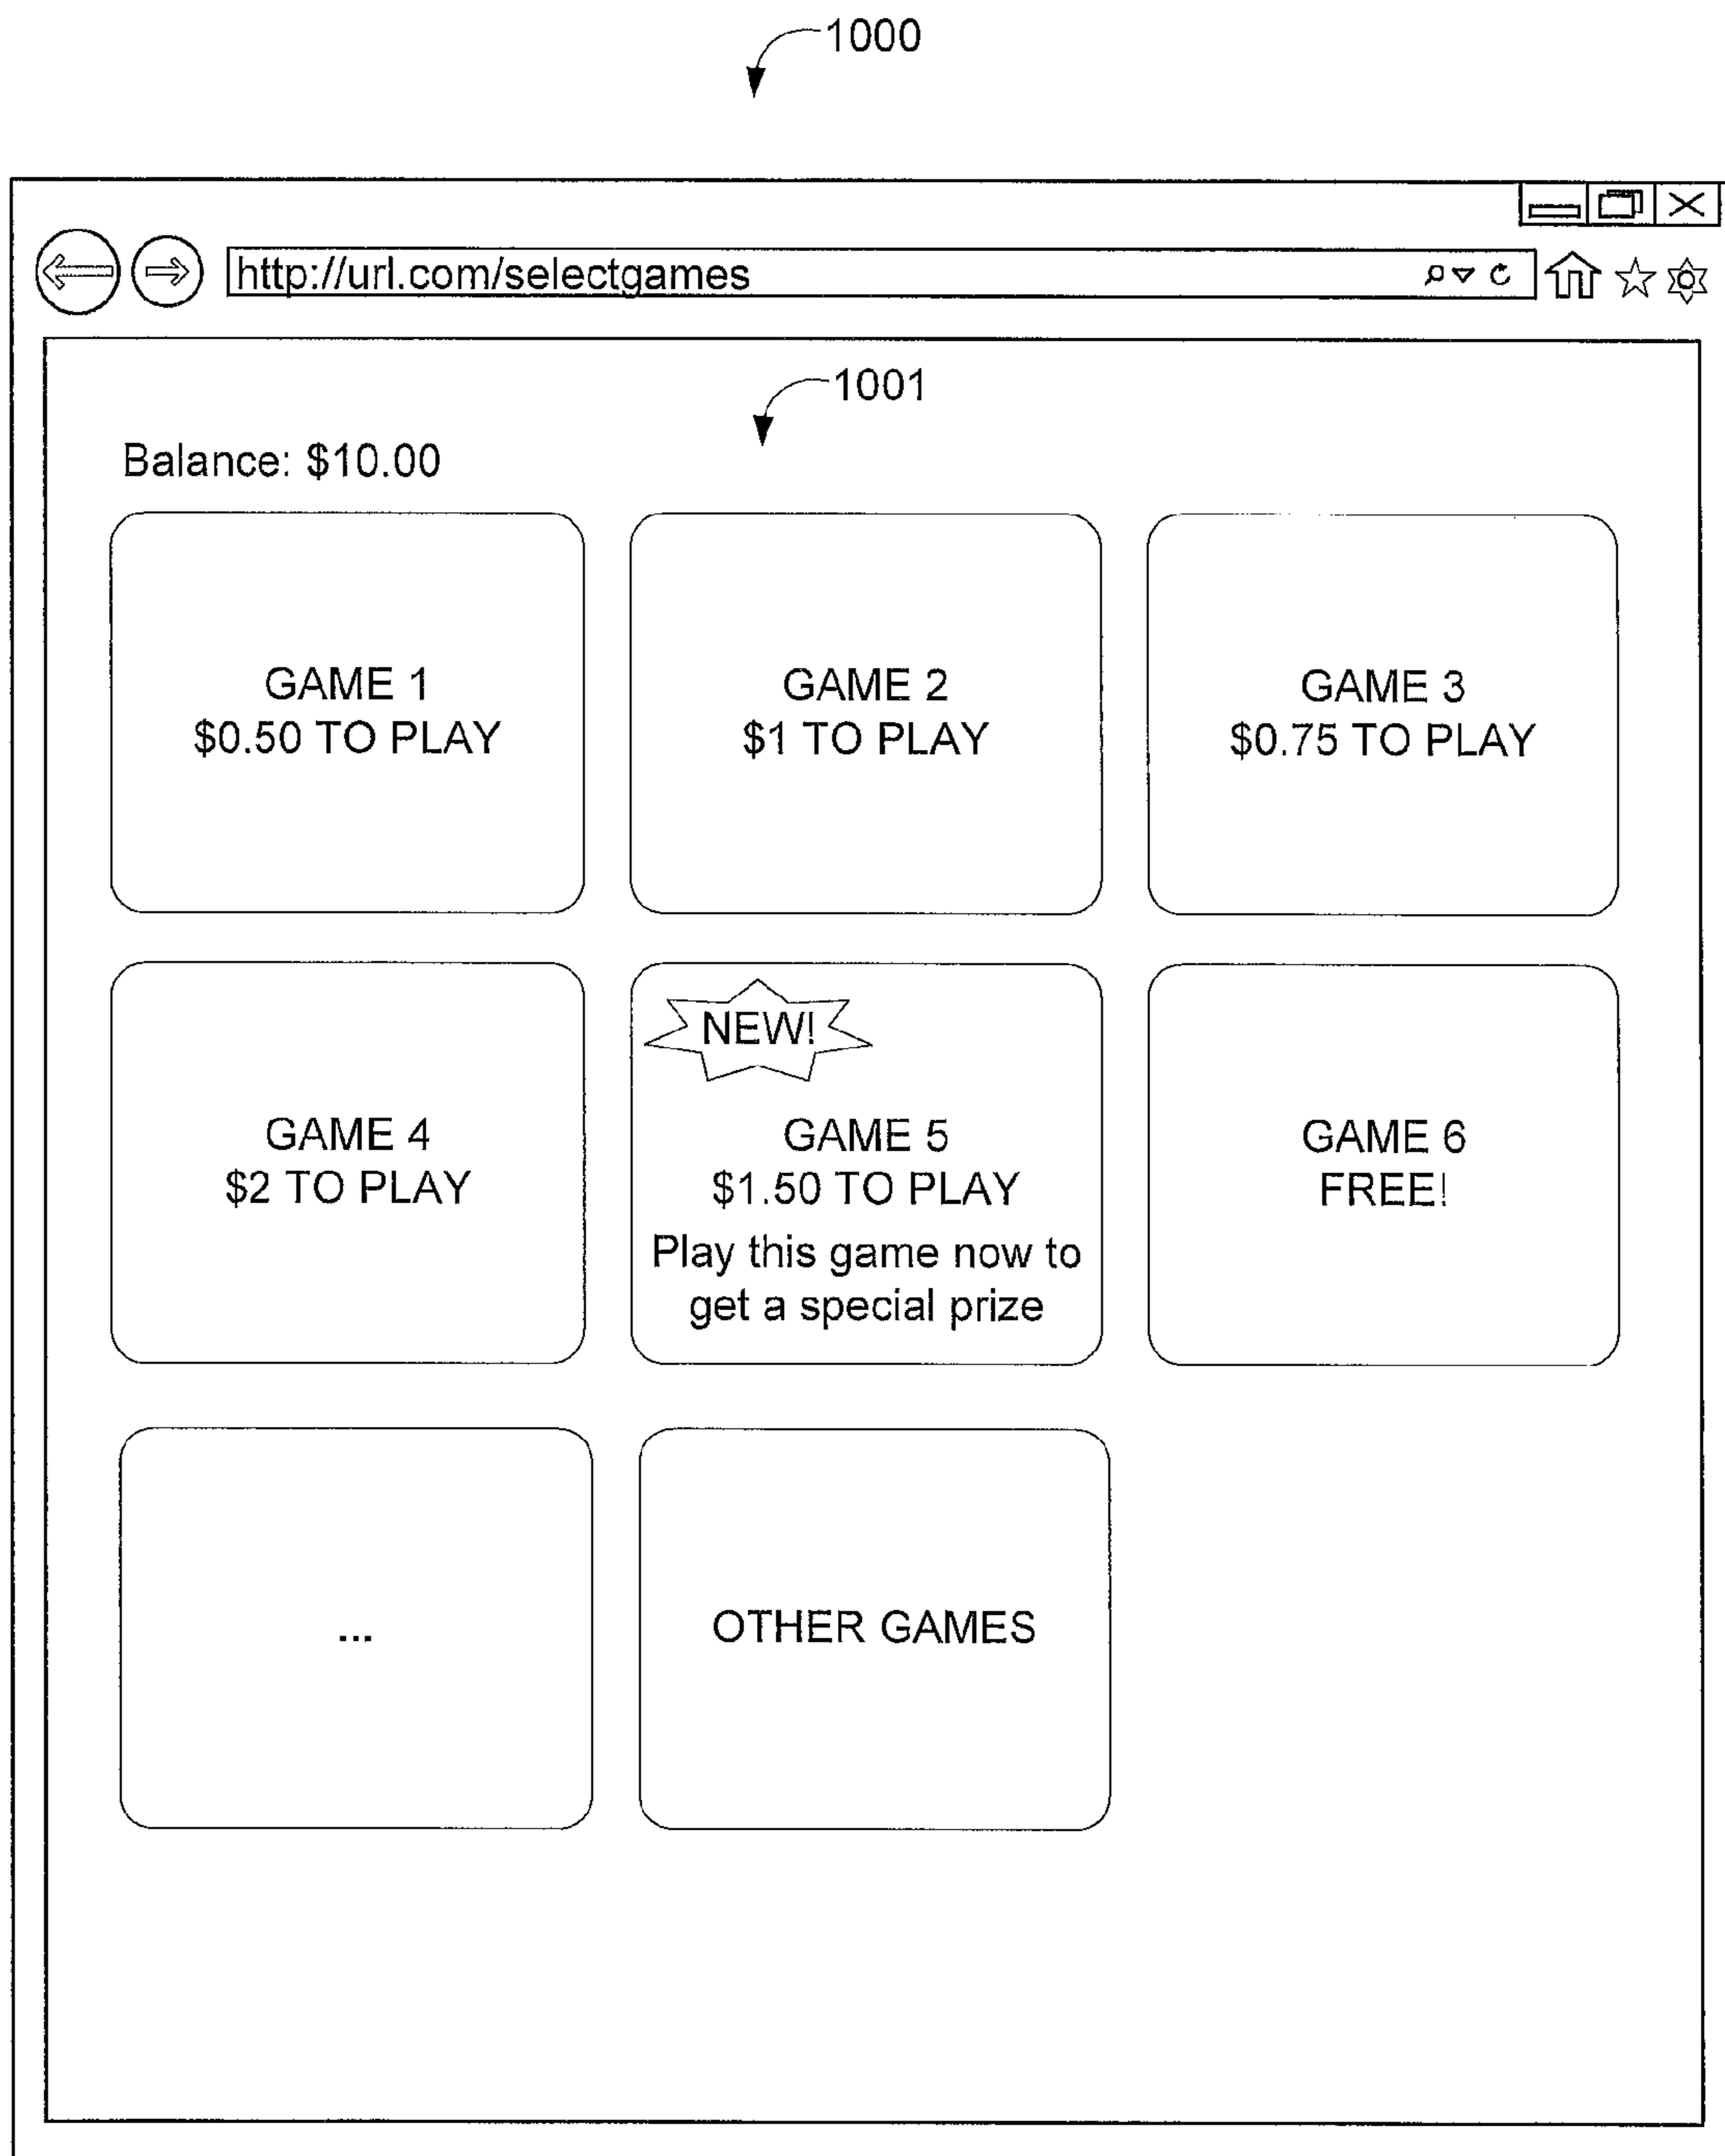 1000
http://url.com/selectgames
1001
Balance: $10.00
GAME 1
$0.50 TO PLAY
GAME 2
$1 TO PLAY
GAME 3
$0.75 TO PLAY
GAME 4
$2 TO PLAY
NEW!
GAME 5
$1.50 TO PLAY
Play this game now to
get a special prize
GAME 6
FREE!
...
OTHER GAMES